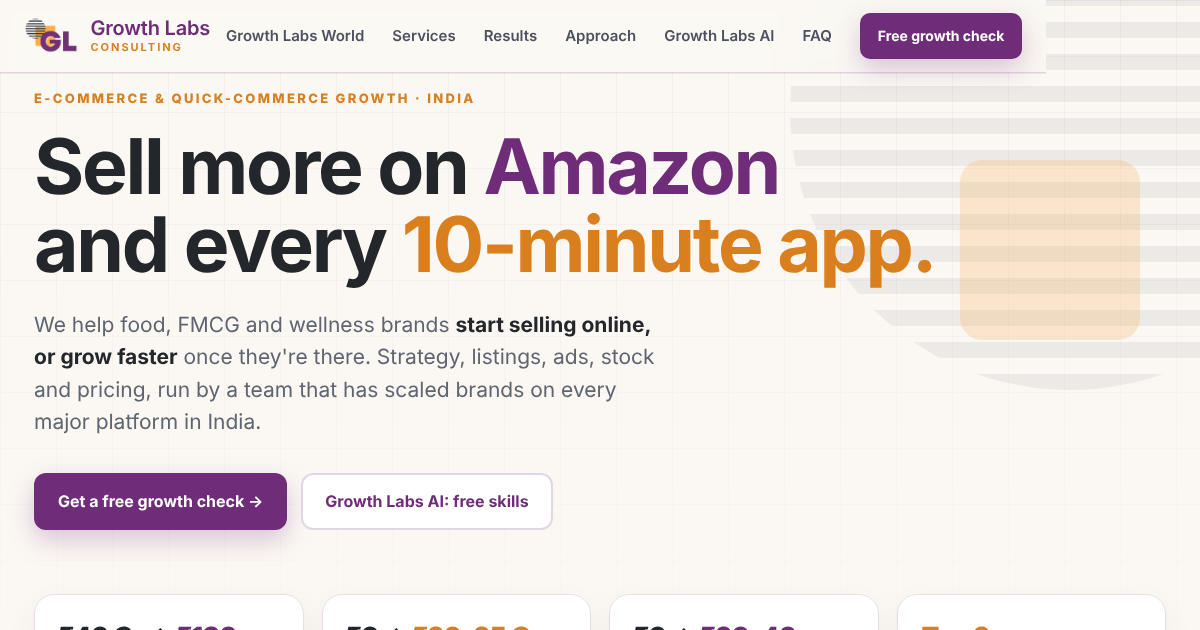 GL
Growth Labs
CONSULTING
Growth Labs World
Services
Results
Approach
Growth Labs AI
FAQ
Free growth check
E-COMMERCE & QUICK-COMMERCE GROWTH · INDIA
Sell more on Amazon
and every 10-minute app.
We help food, FMCG and wellness brands start selling online,
or grow faster once they're there. Strategy, listings, ads, stock
and pricing, run by a team that has scaled brands on every
major platform in India.
Get a free growth check →
Growth Labs AI: free skills